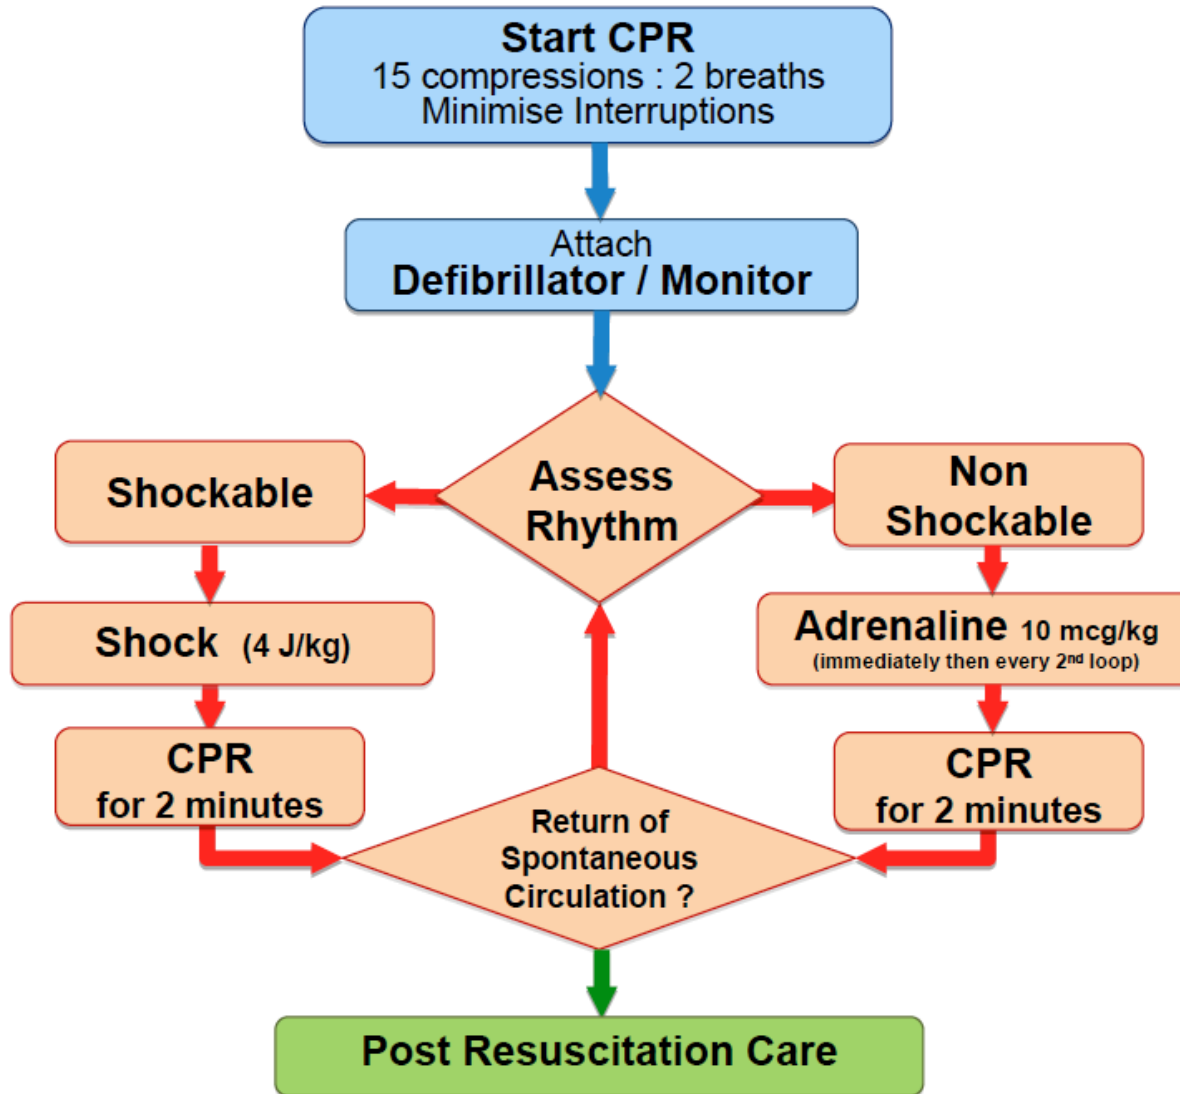 Start CPR
15 compressions : 2 breaths
Minimise Interruptions
Attach
Defibrillator / Monitor
Assess
Rhythm
Shockable
Shock (4 J/kg)
CPR
for 2 minutes
Non
Shockable
Adrenaline 10 mcg/kg
(immediately then every 2nd loop)
CPR
for 2 minutes
Return of
Spontaneous
Circulation ?
Post Resuscitation Care